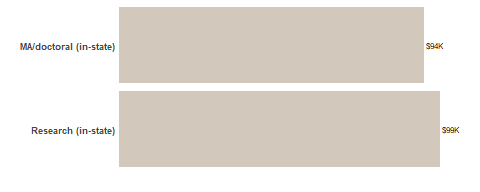 MA/doctoral (in-state) $94K
Research (in-state) $99K